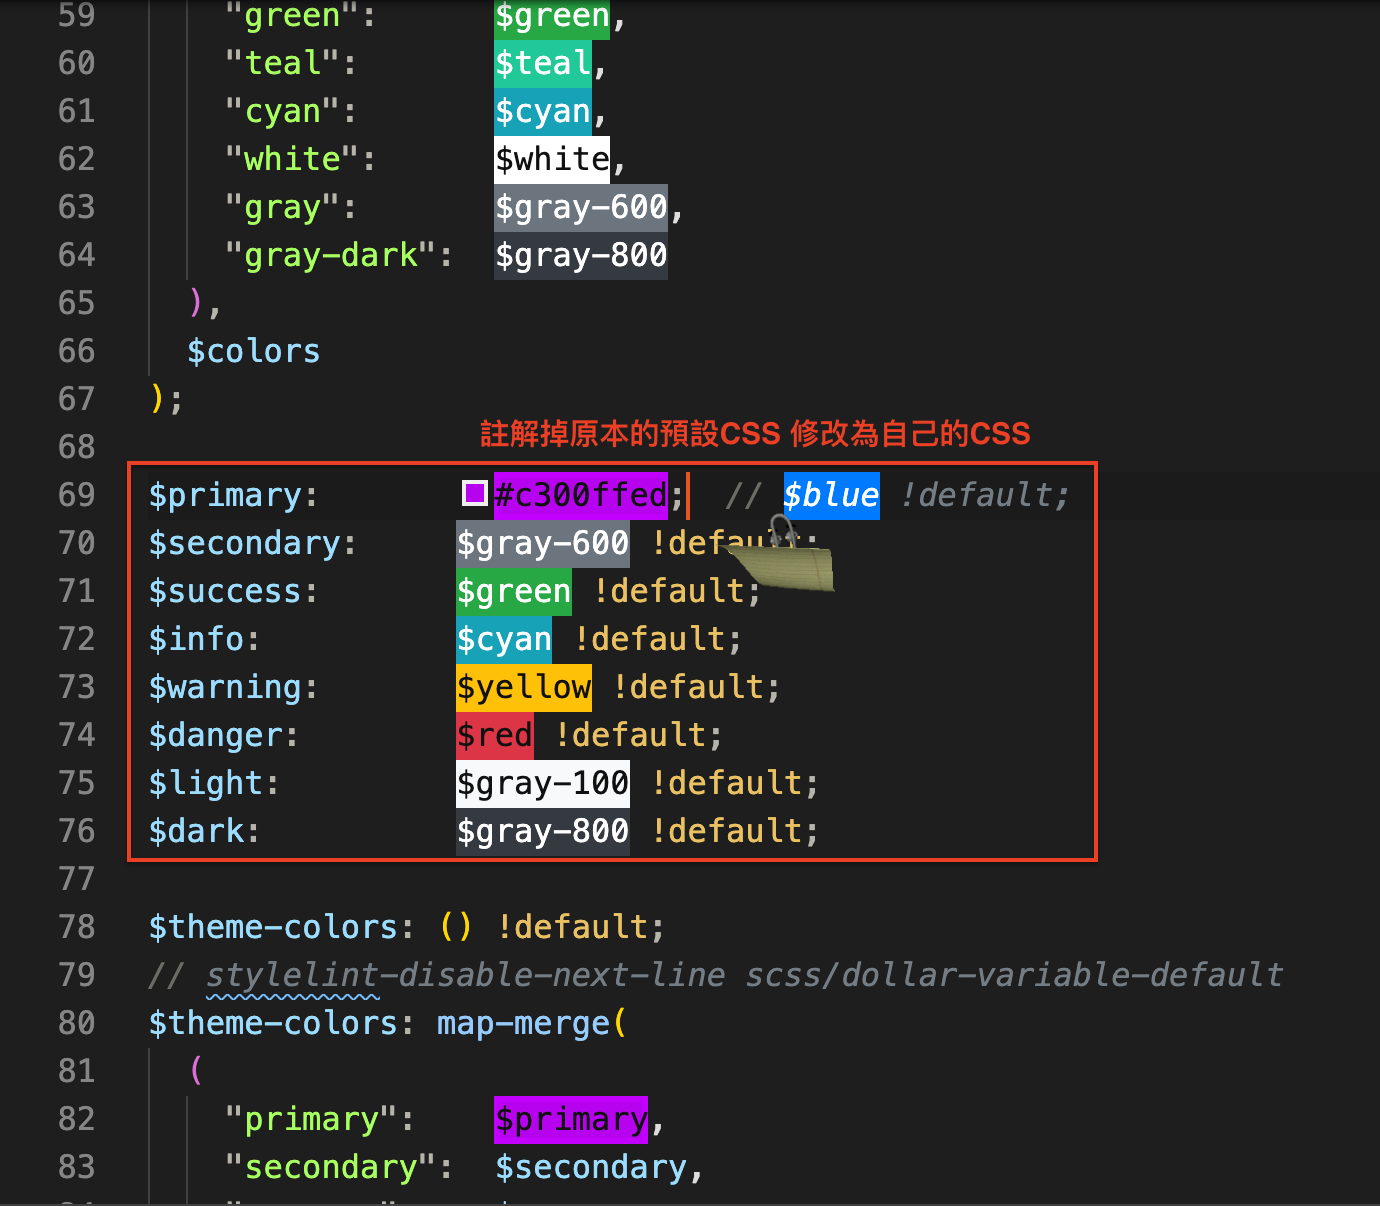 59 "green": $green,
60 "teal": $teal,
61 "cyan": $cyan,
62 "white": $white,
63 "gray": $gray-600,
64 "gray-dark": $gray-800
65 ),
66 $colors
67 );
註解掉原本的預設CSS 修改為自己的CSS
68
69 $primary: #c300ffed; // $blue !default;
70 $secondary: $gray-600 !default;
71 $success: $green !default;
72 $info: $cyan !default;
73 $warning: $yellow !default;
74 $danger: $red !default;
75 $light: $gray-100 !default;
76 $dark: $gray-800 !default;
77
78 $theme-colors: () !default;
79 // stylelint-disable-next-line scss/dollar-variable-default
80 $theme-colors: map-merge(
81 (
82 "primary": $primary,
83 "secondary": $secondary,